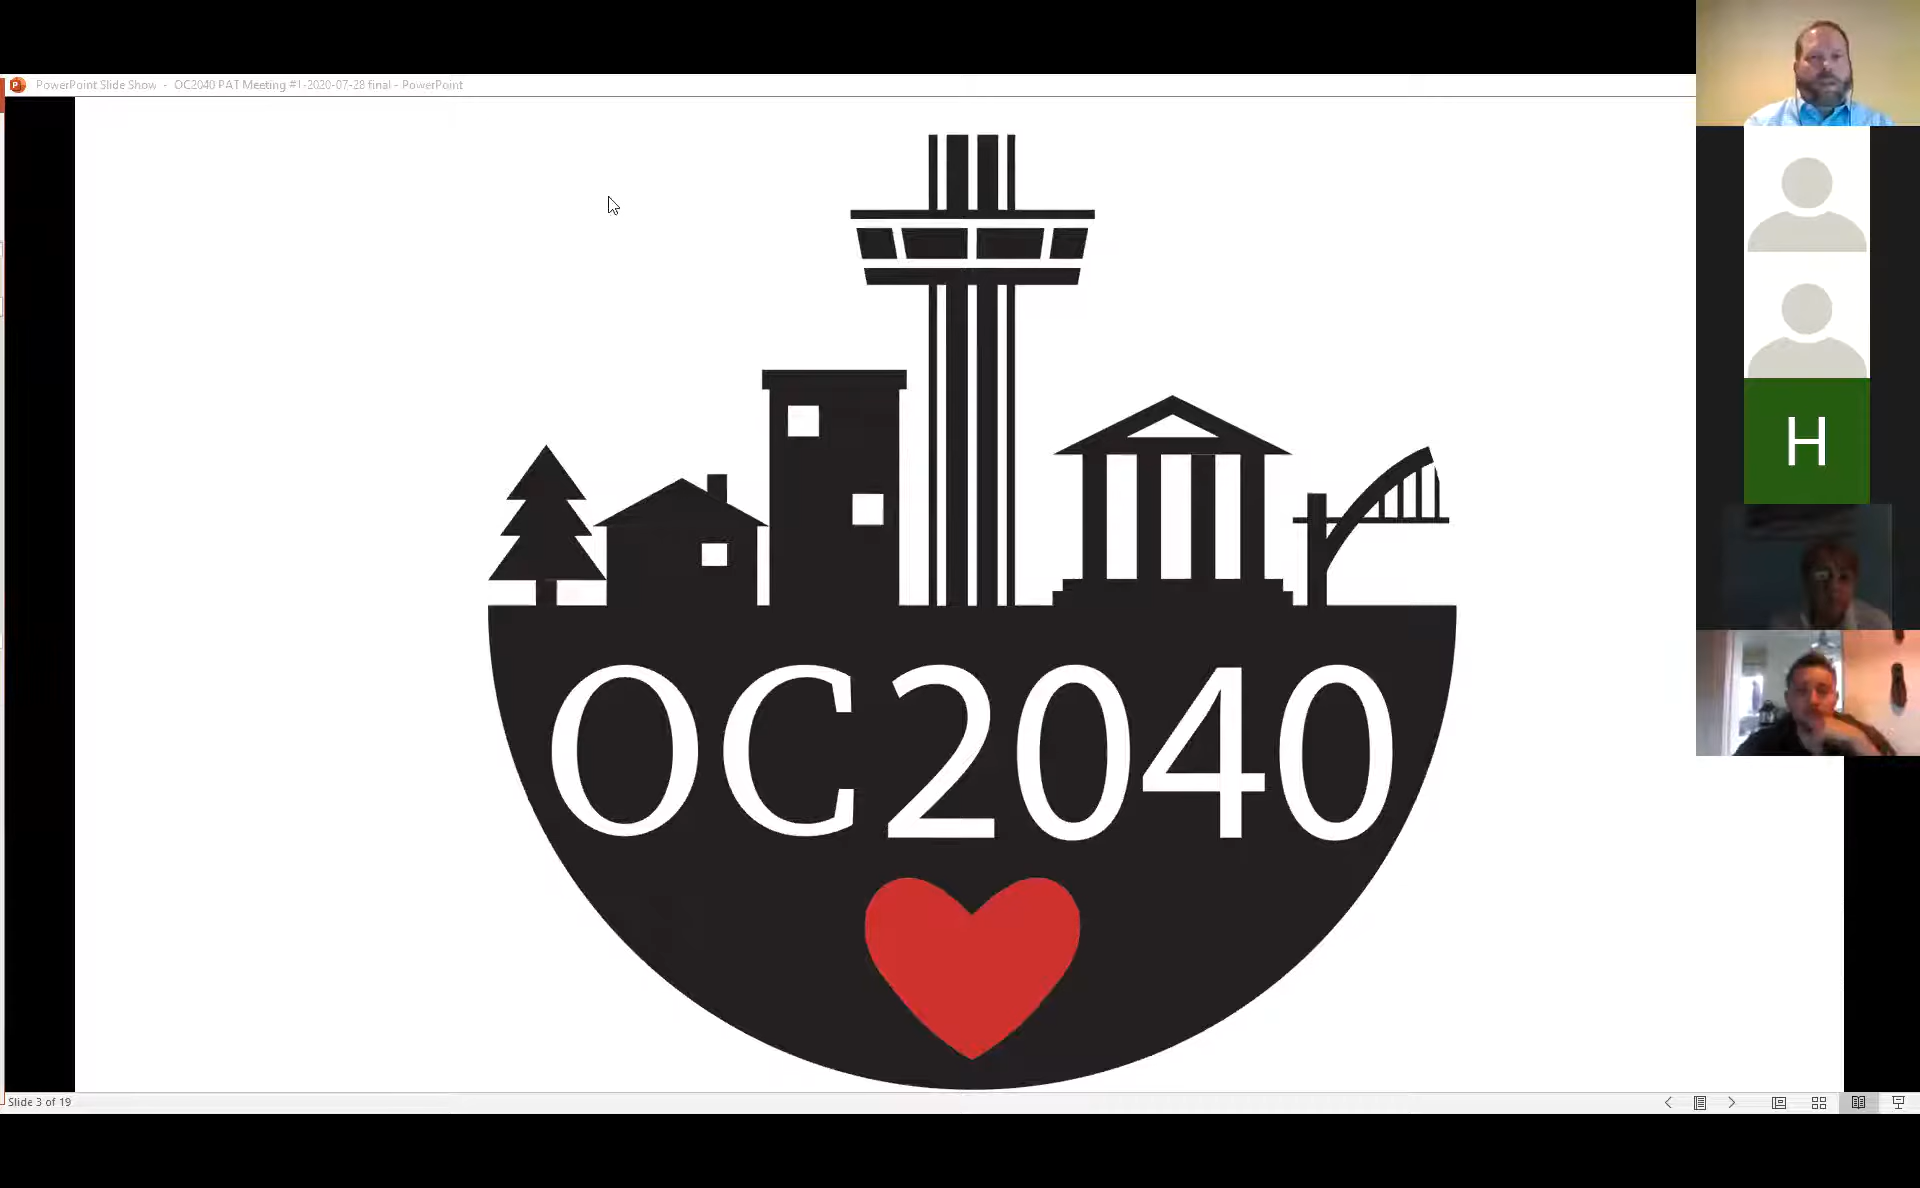 PowerPoint Slide Show - OC2040 PAT Meeting #1-2020-07-28 final - PowerPoint
H
OC2040
Slide 3 of 19